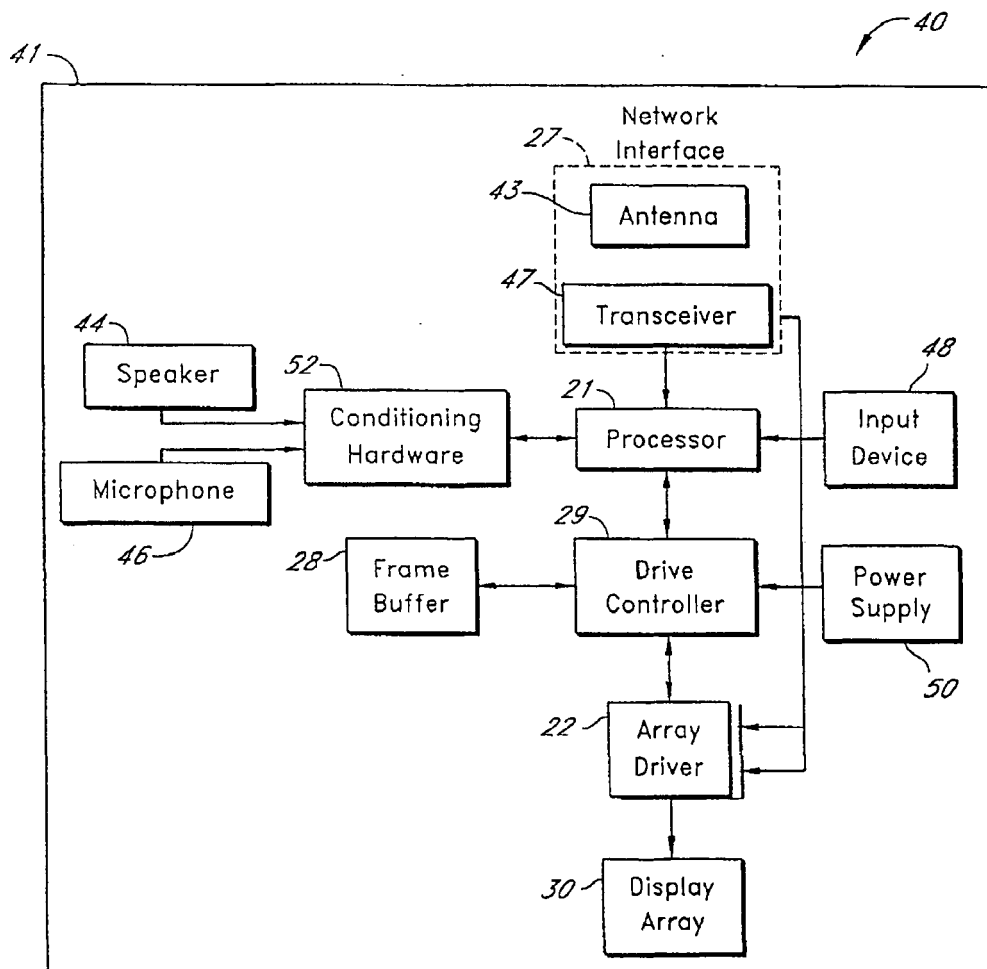 40
41
Network
Interface
27
43
Antenna
47
Transceiver
44
Speaker
52
Conditioning
Hardware
21
Processor
48
Input
Device
Microphone
46
28
Frame
Buffer
29
Drive
Controller
Power
Supply
50
22
Array
Driver
30
Display
Array